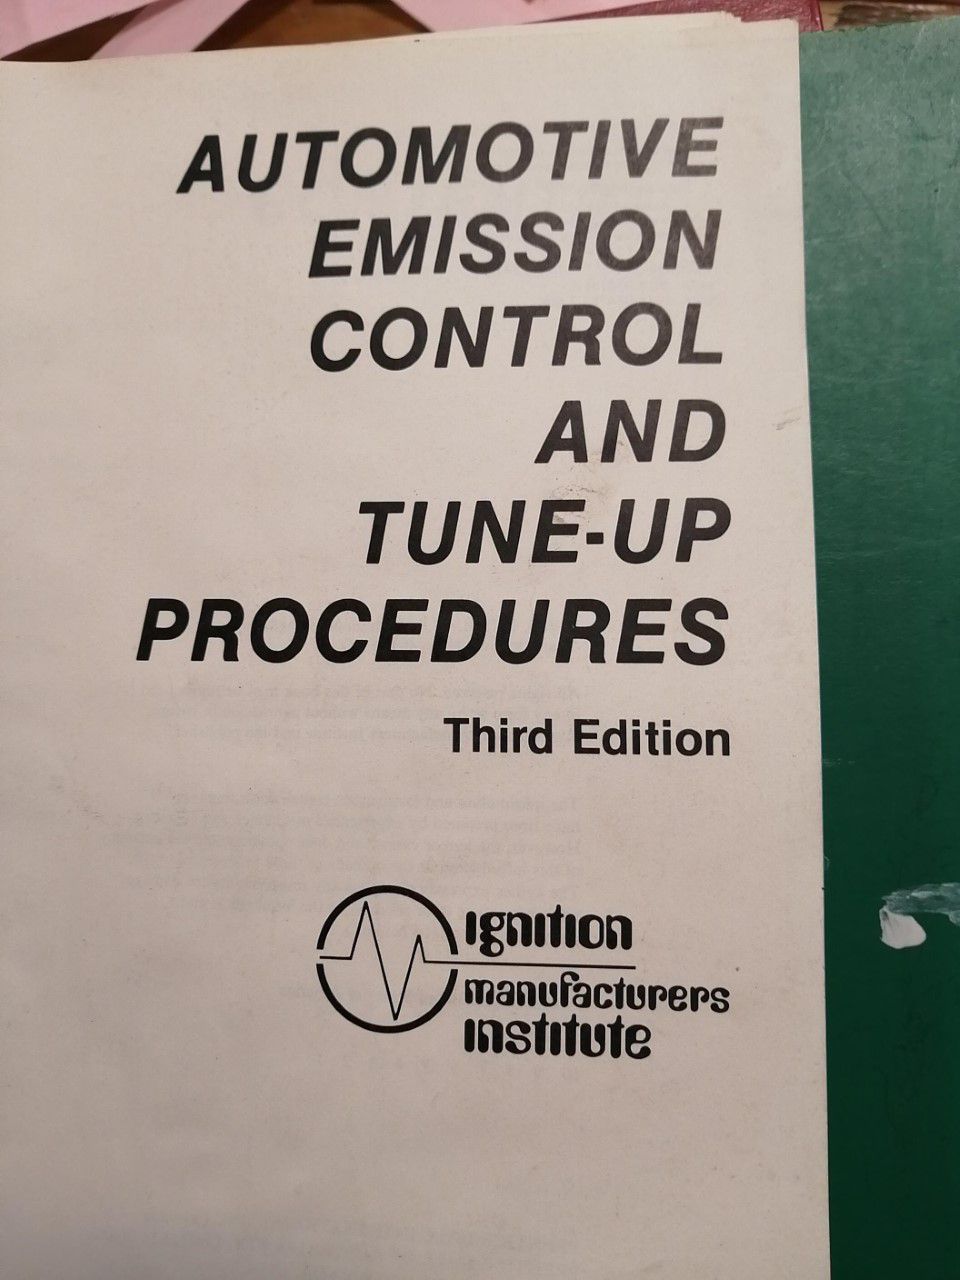 AUTOMOTIVE
EMISSION
CONTROL
AND
TUNE-UP
PROCEDURES
Third Edition
ignition
manufacturers
institute